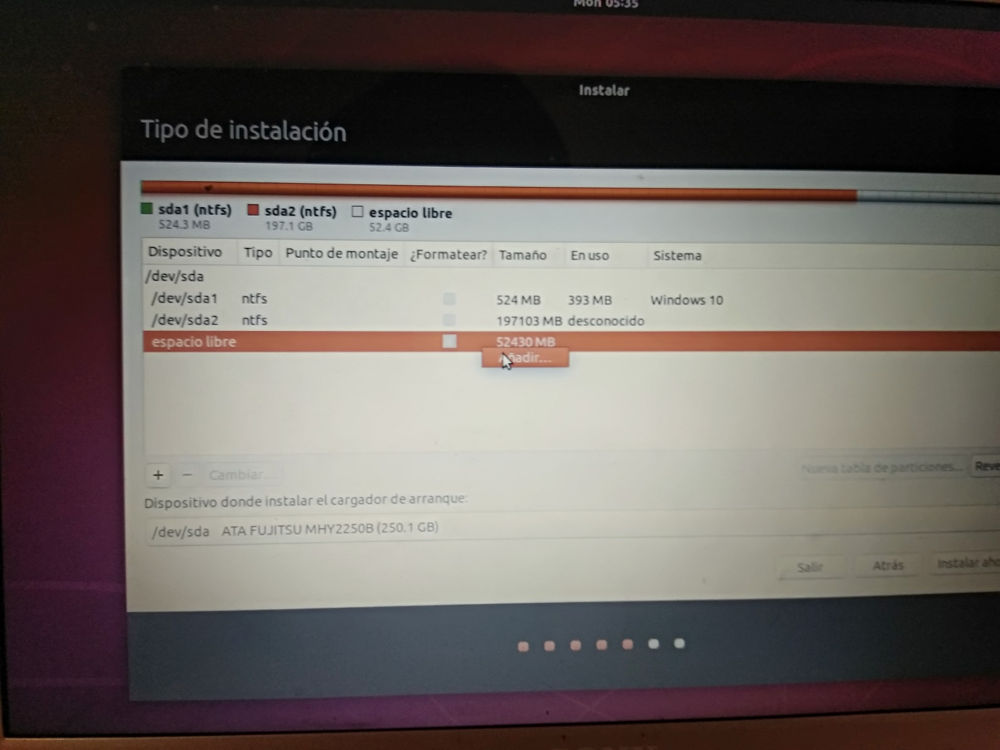 Mon 05:35
Instalar
Tipo de instalación
sda1 (ntfs) sda2 (ntfs) espacio libre
524.3 MB 197.1 GB 52.4 GB
Dispositivo Tipo Punto de montaje ¿Formatear? Tamaño En uso Sistema
/dev/sda
/dev/sda1 ntfs 524 MB 393 MB Windows 10
/dev/sda2 ntfs 197103 MB desconocido
espacio libre 52430 MB
Añadir...
+ − Cambiar... Nueva tabla de particiones... Reve
Dispositivo donde instalar el cargador de arranque:
/dev/sda ATA FUJITSU MHY2250B (250.1 GB)
Salir Atrás Instalar aho